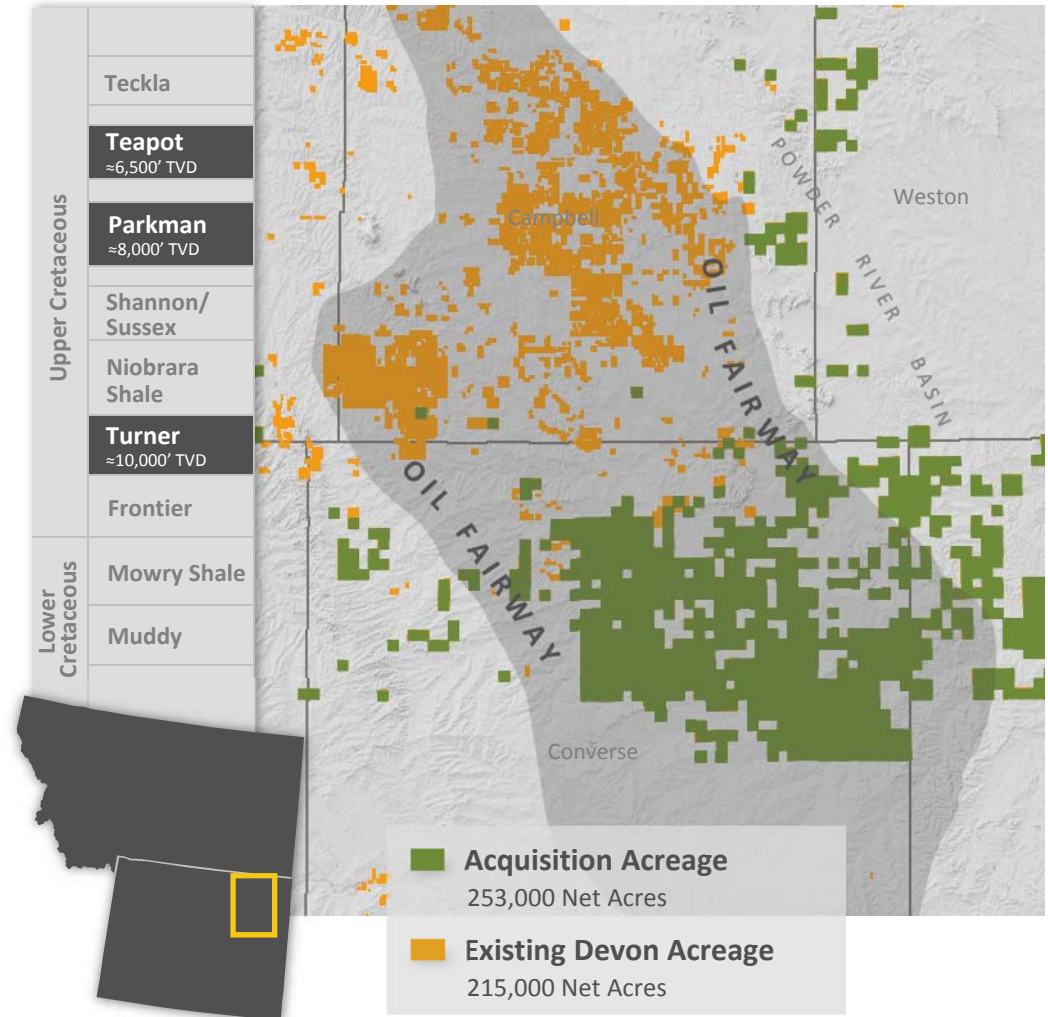 Upper Cretaceous
Teckla
Teapot
≈6,500’ TVD
Parkman
≈8,000’ TVD
Shannon/
Sussex
Niobrara
Shale
Turner
≈10,000’ TVD
Frontier
Lower
Cretaceous
Mowry Shale
Muddy
Campbell
Weston
POWDER
RIVER
BASIN
OIL FAIRWAY
OIL FAIRWAY
Converse
Acquisition Acreage
253,000 Net Acres
Existing Devon Acreage
215,000 Net Acres